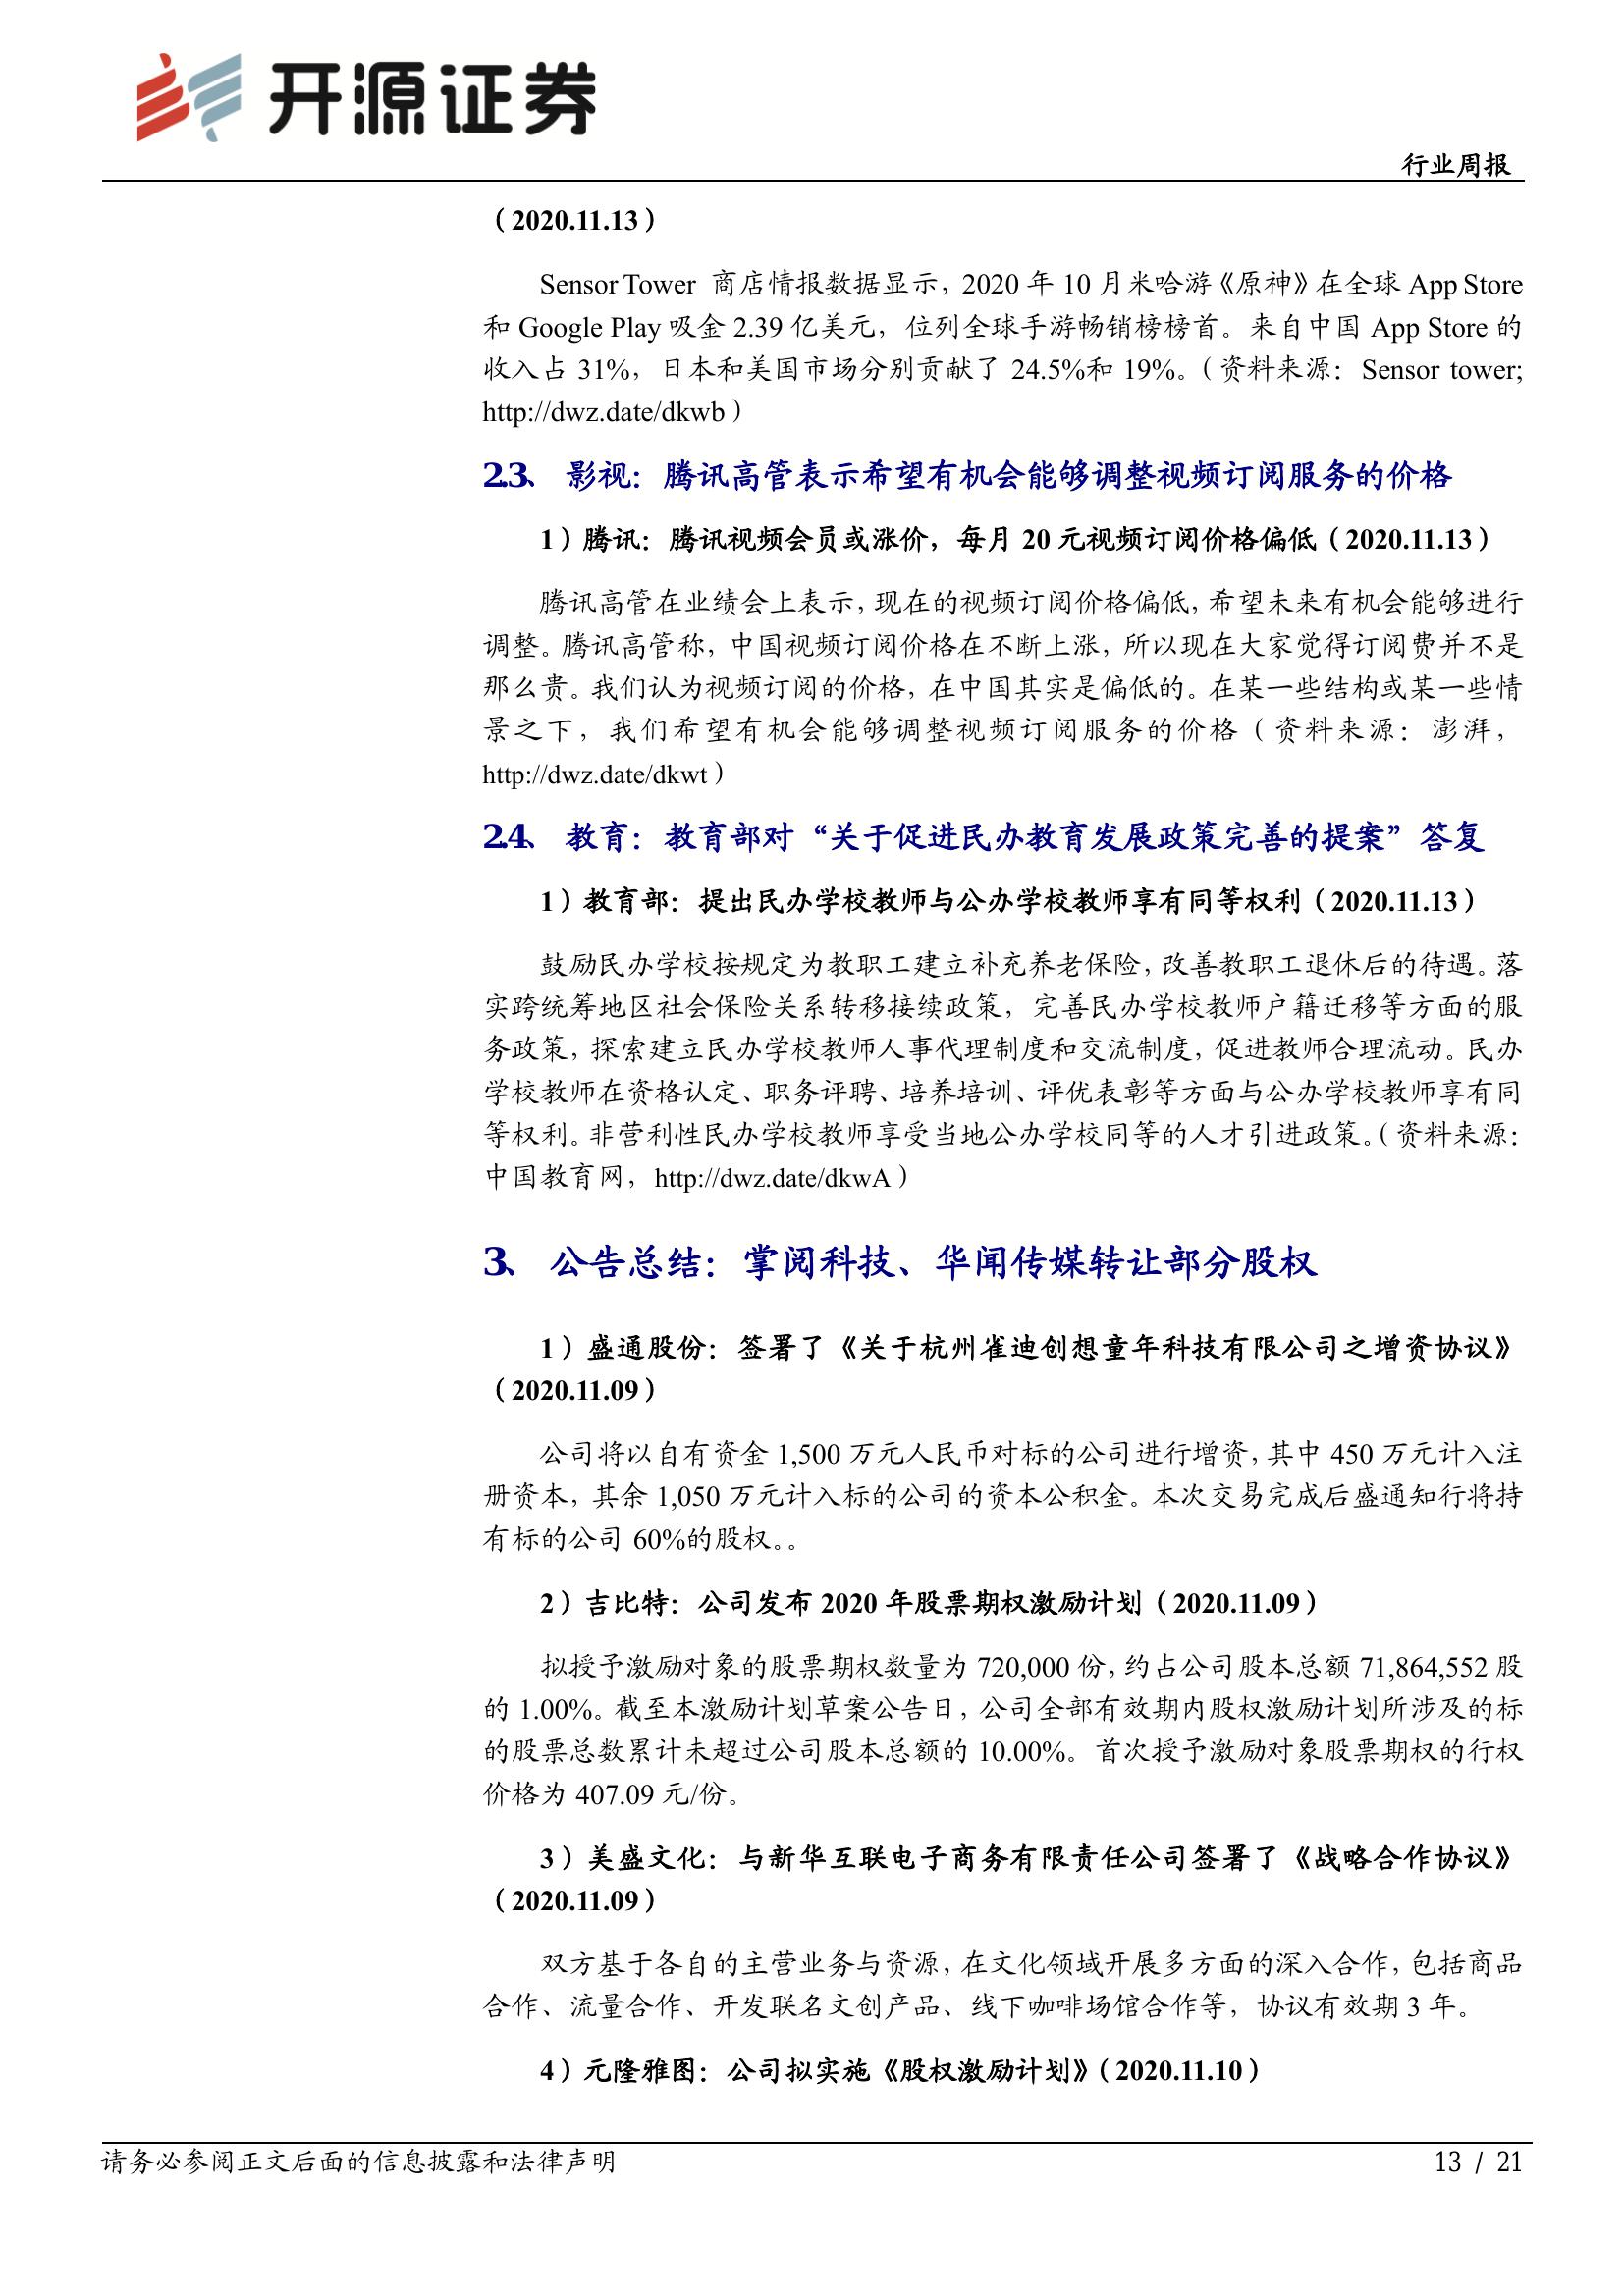 开源证券
行业周报
（2020.11.13）
Sensor Tower 商店情报数据显示，2020 年 10 月米哈游《原神》在全球 App Store
和 Google Play 吸金 2.39 亿美元，位列全球手游畅销榜榜首。来自中国 App Store 的
收入占 31%，日本和美国市场分别贡献了 24.5%和 19%。（资料来源：Sensor tower;
http://dwz.date/dkwb）
2.3、 影视：腾讯高管表示希望有机会能够调整视频订阅服务的价格
1）腾讯：腾讯视频会员或涨价，每月 20 元视频订阅价格偏低（2020.11.13）
腾讯高管在业绩会上表示，现在的视频订阅价格偏低，希望未来有机会能够进行
调整。腾讯高管称，中国视频订阅价格在不断上涨，所以现在大家觉得订阅费并不是
那么贵。我们认为视频订阅的价格，在中国其实是偏低的。在某一些结构或某一些情
景之下，我们希望有机会能够调整视频订阅服务的价格（资料来源：澎湃，
http://dwz.date/dkwt）
2.4、 教育：教育部对“关于促进民办教育发展政策完善的提案”答复
1）教育部：提出民办学校教师与公办学校教师享有同等权利（2020.11.13）
鼓励民办学校按规定为教职工建立补充养老保险，改善教职工退休后的待遇。落
实跨统筹地区社会保险关系转移接续政策，完善民办学校教师户籍迁移等方面的服
务政策，探索建立民办学校教师人事代理制度和交流制度，促进教师合理流动。民办
学校教师在资格认定、职务评聘、培养培训、评优表彰等方面与公办学校教师享有同
等权利。非营利性民办学校教师享受当地公办学校同等的人才引进政策。（资料来源：
中国教育网，http://dwz.date/dkwA）
3、 公告总结：掌阅科技、华闻传媒转让部分股权
1）盛通股份：签署了《关于杭州雀迪创想童年科技有限公司之增资协议》
（2020.11.09）
公司将以自有资金 1,500 万元人民币对标的公司进行增资，其中 450 万元计入注
册资本，其余 1,050 万元计入标的公司的资本公积金。本次交易完成后盛通知行将持
有标的公司 60%的股权。。
2）吉比特：公司发布 2020 年股票期权激励计划（2020.11.09）
拟授予激励对象的股票期权数量为 720,000 份，约占公司股本总额 71,864,552 股
的 1.00%。截至本激励计划草案公告日，公司全部有效期内股权激励计划所涉及的标
的股票总数累计未超过公司股本总额的 10.00%。首次授予激励对象股票期权的行权
价格为 407.09 元/份。
3）美盛文化：与新华互联电子商务有限责任公司签署了《战略合作协议》
（2020.11.09）
双方基于各自的主营业务与资源，在文化领域开展多方面的深入合作，包括商品
合作、流量合作、开发联名文创产品、线下咖啡场馆合作等，协议有效期 3 年。
4）元隆雅图：公司拟实施《股权激励计划》（2020.11.10）
请务必参阅正文后面的信息披露和法律声明
13 / 21